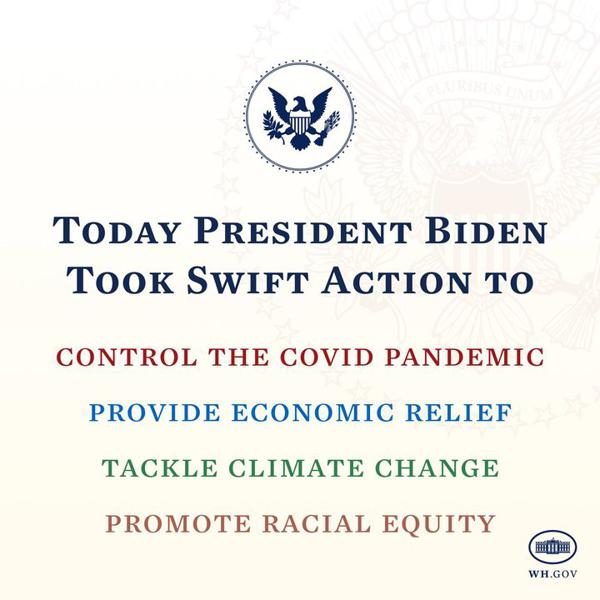 E PLURIBUS UNUM
Today President Biden
Took Swift Action to
CONTROL THE COVID PANDEMIC
PROVIDE ECONOMIC RELIEF
TACKLE CLIMATE CHANGE
PROMOTE RACIAL EQUITY
WH.GOV